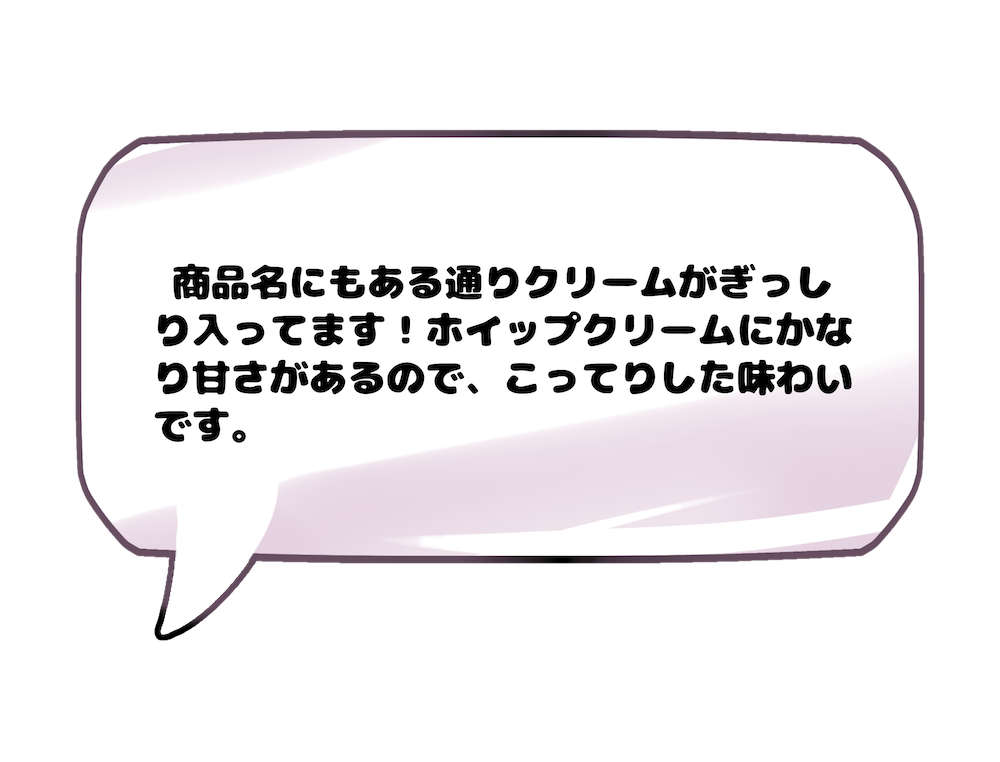 商品名にもある通りクリームがぎっし
り入ってます！ホイップクリームにかな
り甘さがあるので、こってりした味わい
です。